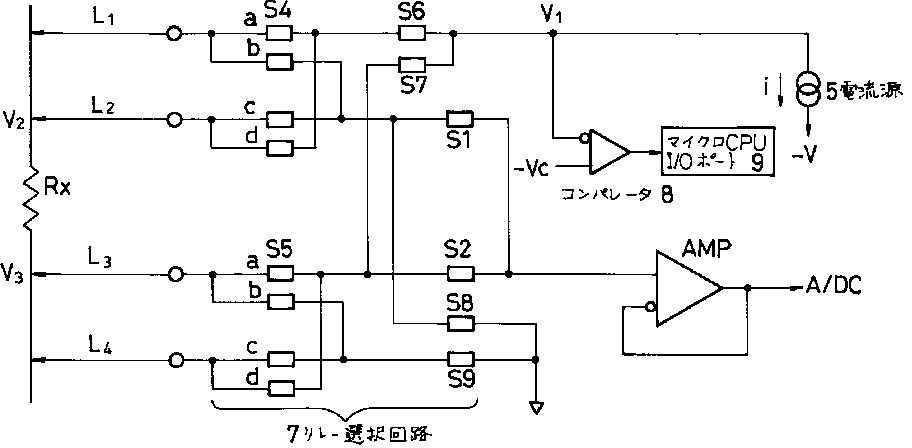 L1
a S4
S6
V1
b
S7
i
5電流源
V2
L2
c
d
S1
-VC
マイクロCPU
I/Oポート 9
-V
コンパレータ 8
Rx
V3
L3
a S5
S2
AMP
A/DC
b
S8
L4
c
d
S9
7リレー選択回路